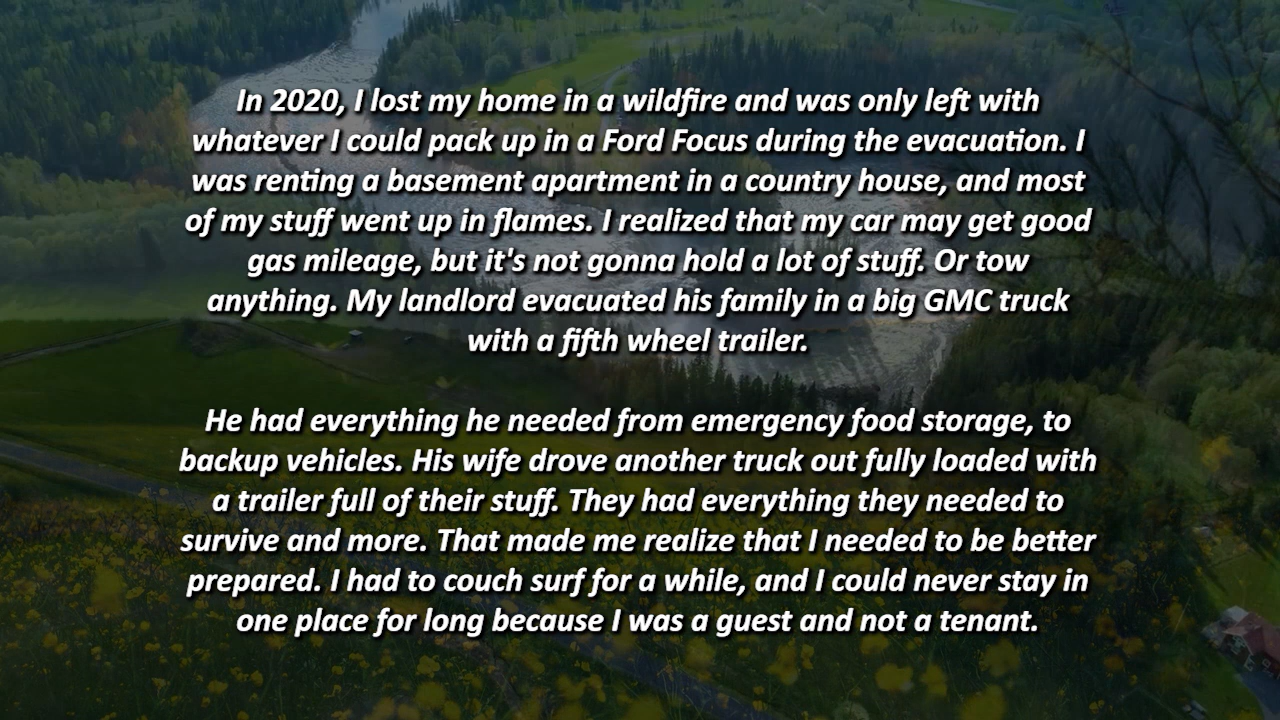 In 2020, I lost my home in a wildfire and was only left with
whatever I could pack up in a Ford Focus during the evacuation. I
was renting a basement apartment in a country house, and most
of my stuff went up in flames. I realized that my car may get good
gas mileage, but it's not gonna hold a lot of stuff. Or tow
anything. My landlord evacuated his family in a big GMC truck
with a fifth wheel trailer.
He had everything he needed from emergency food storage, to
backup vehicles. His wife drove another truck out fully loaded with
a trailer full of their stuff. They had everything they needed to
survive and more. That made me realize that I needed to be better
prepared. I had to couch surf for a while, and I could never stay in
one place for long because I was a guest and not a tenant.